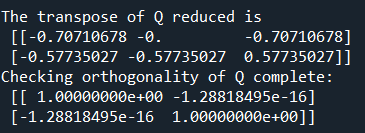 The transpose of Q reduced is
[[-0.70710678 -0.         -0.70710678]
[-0.57735027 -0.57735027  0.57735027]]
Checking orthogonality of Q complete:
[[ 1.00000000e+00 -1.28818495e-16]
[-1.28818495e-16  1.00000000e+00]]